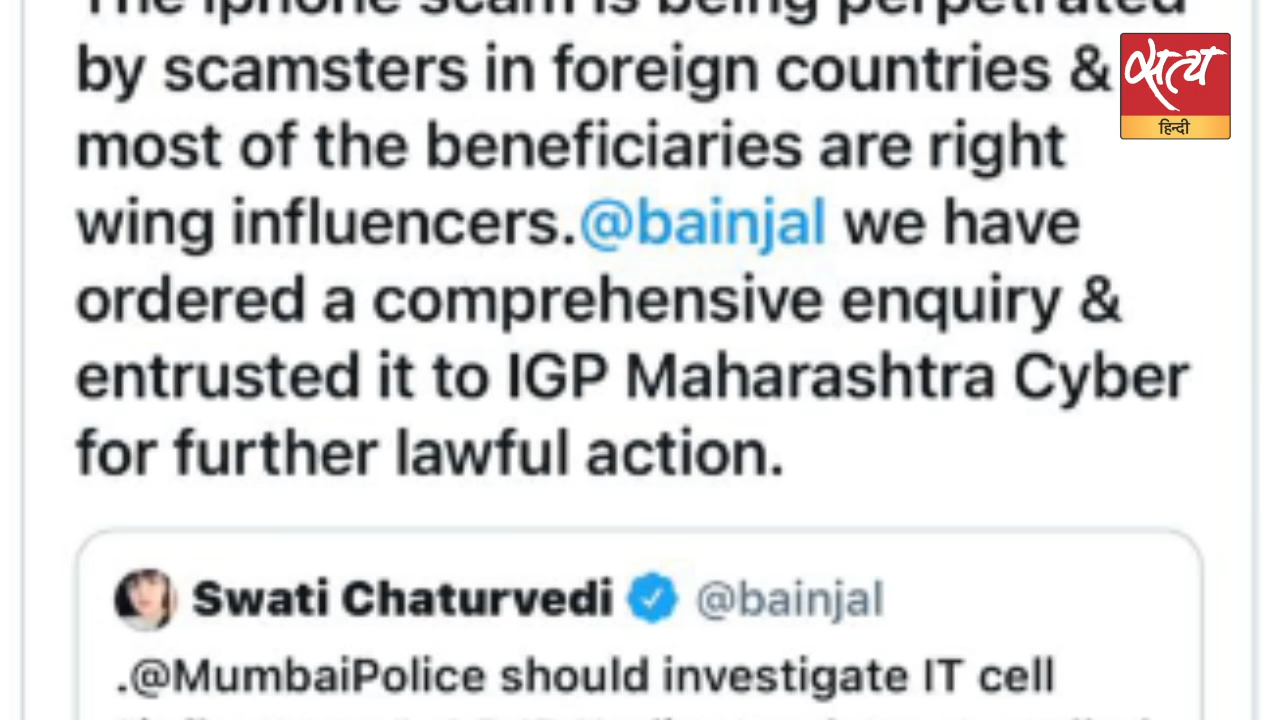 The iphone scam is being perpetrated
by scamsters in foreign countries &
सत्य
हिन्दी
most of the beneficiaries are right
wing influencers.@bainjal we have
ordered a comprehensive enquiry &
entrusted it to IGP Maharashtra Cyber
for further lawful action.
Swati Chaturvedi @bainjal
.@MumbaiPolice should investigate IT cell